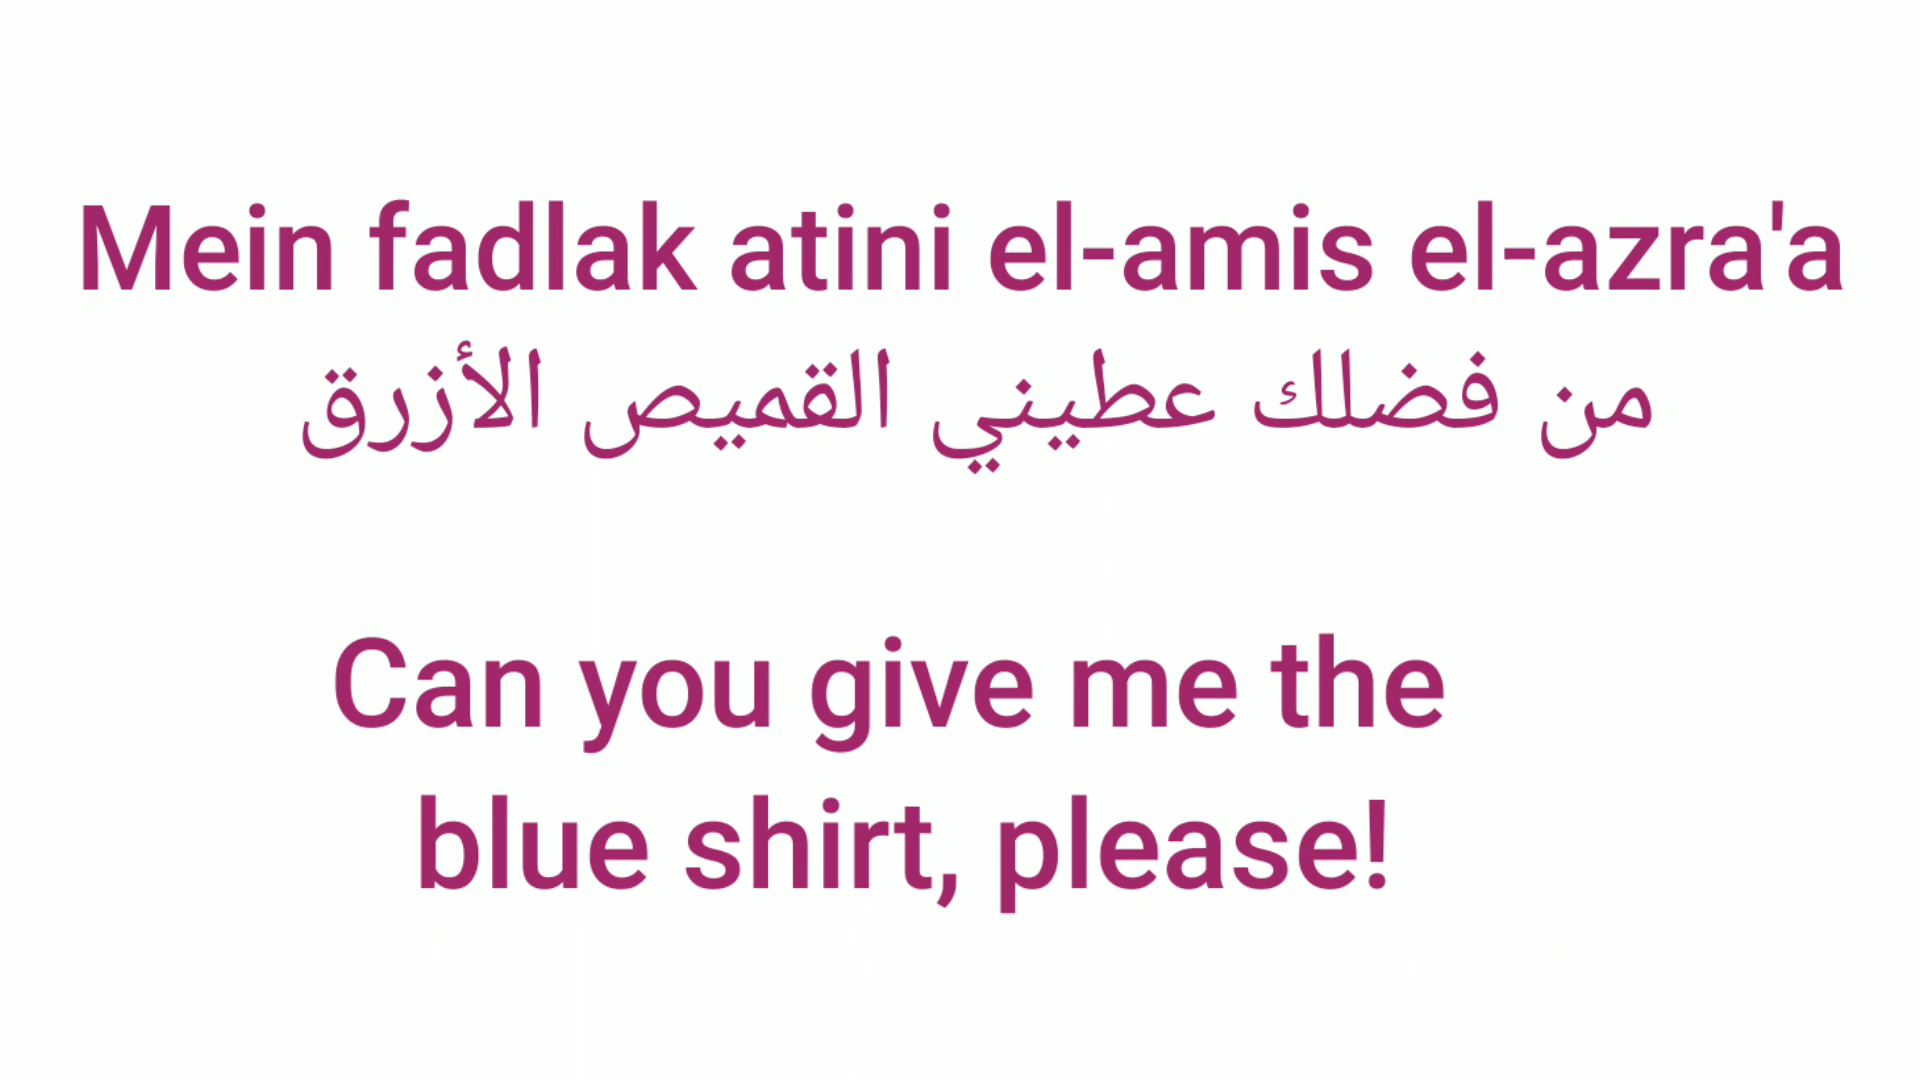 Mein fadlak atini el-amis el-azra'a
من فضلك عطيني القميص الأزرق
Can you give me the
blue shirt, please!